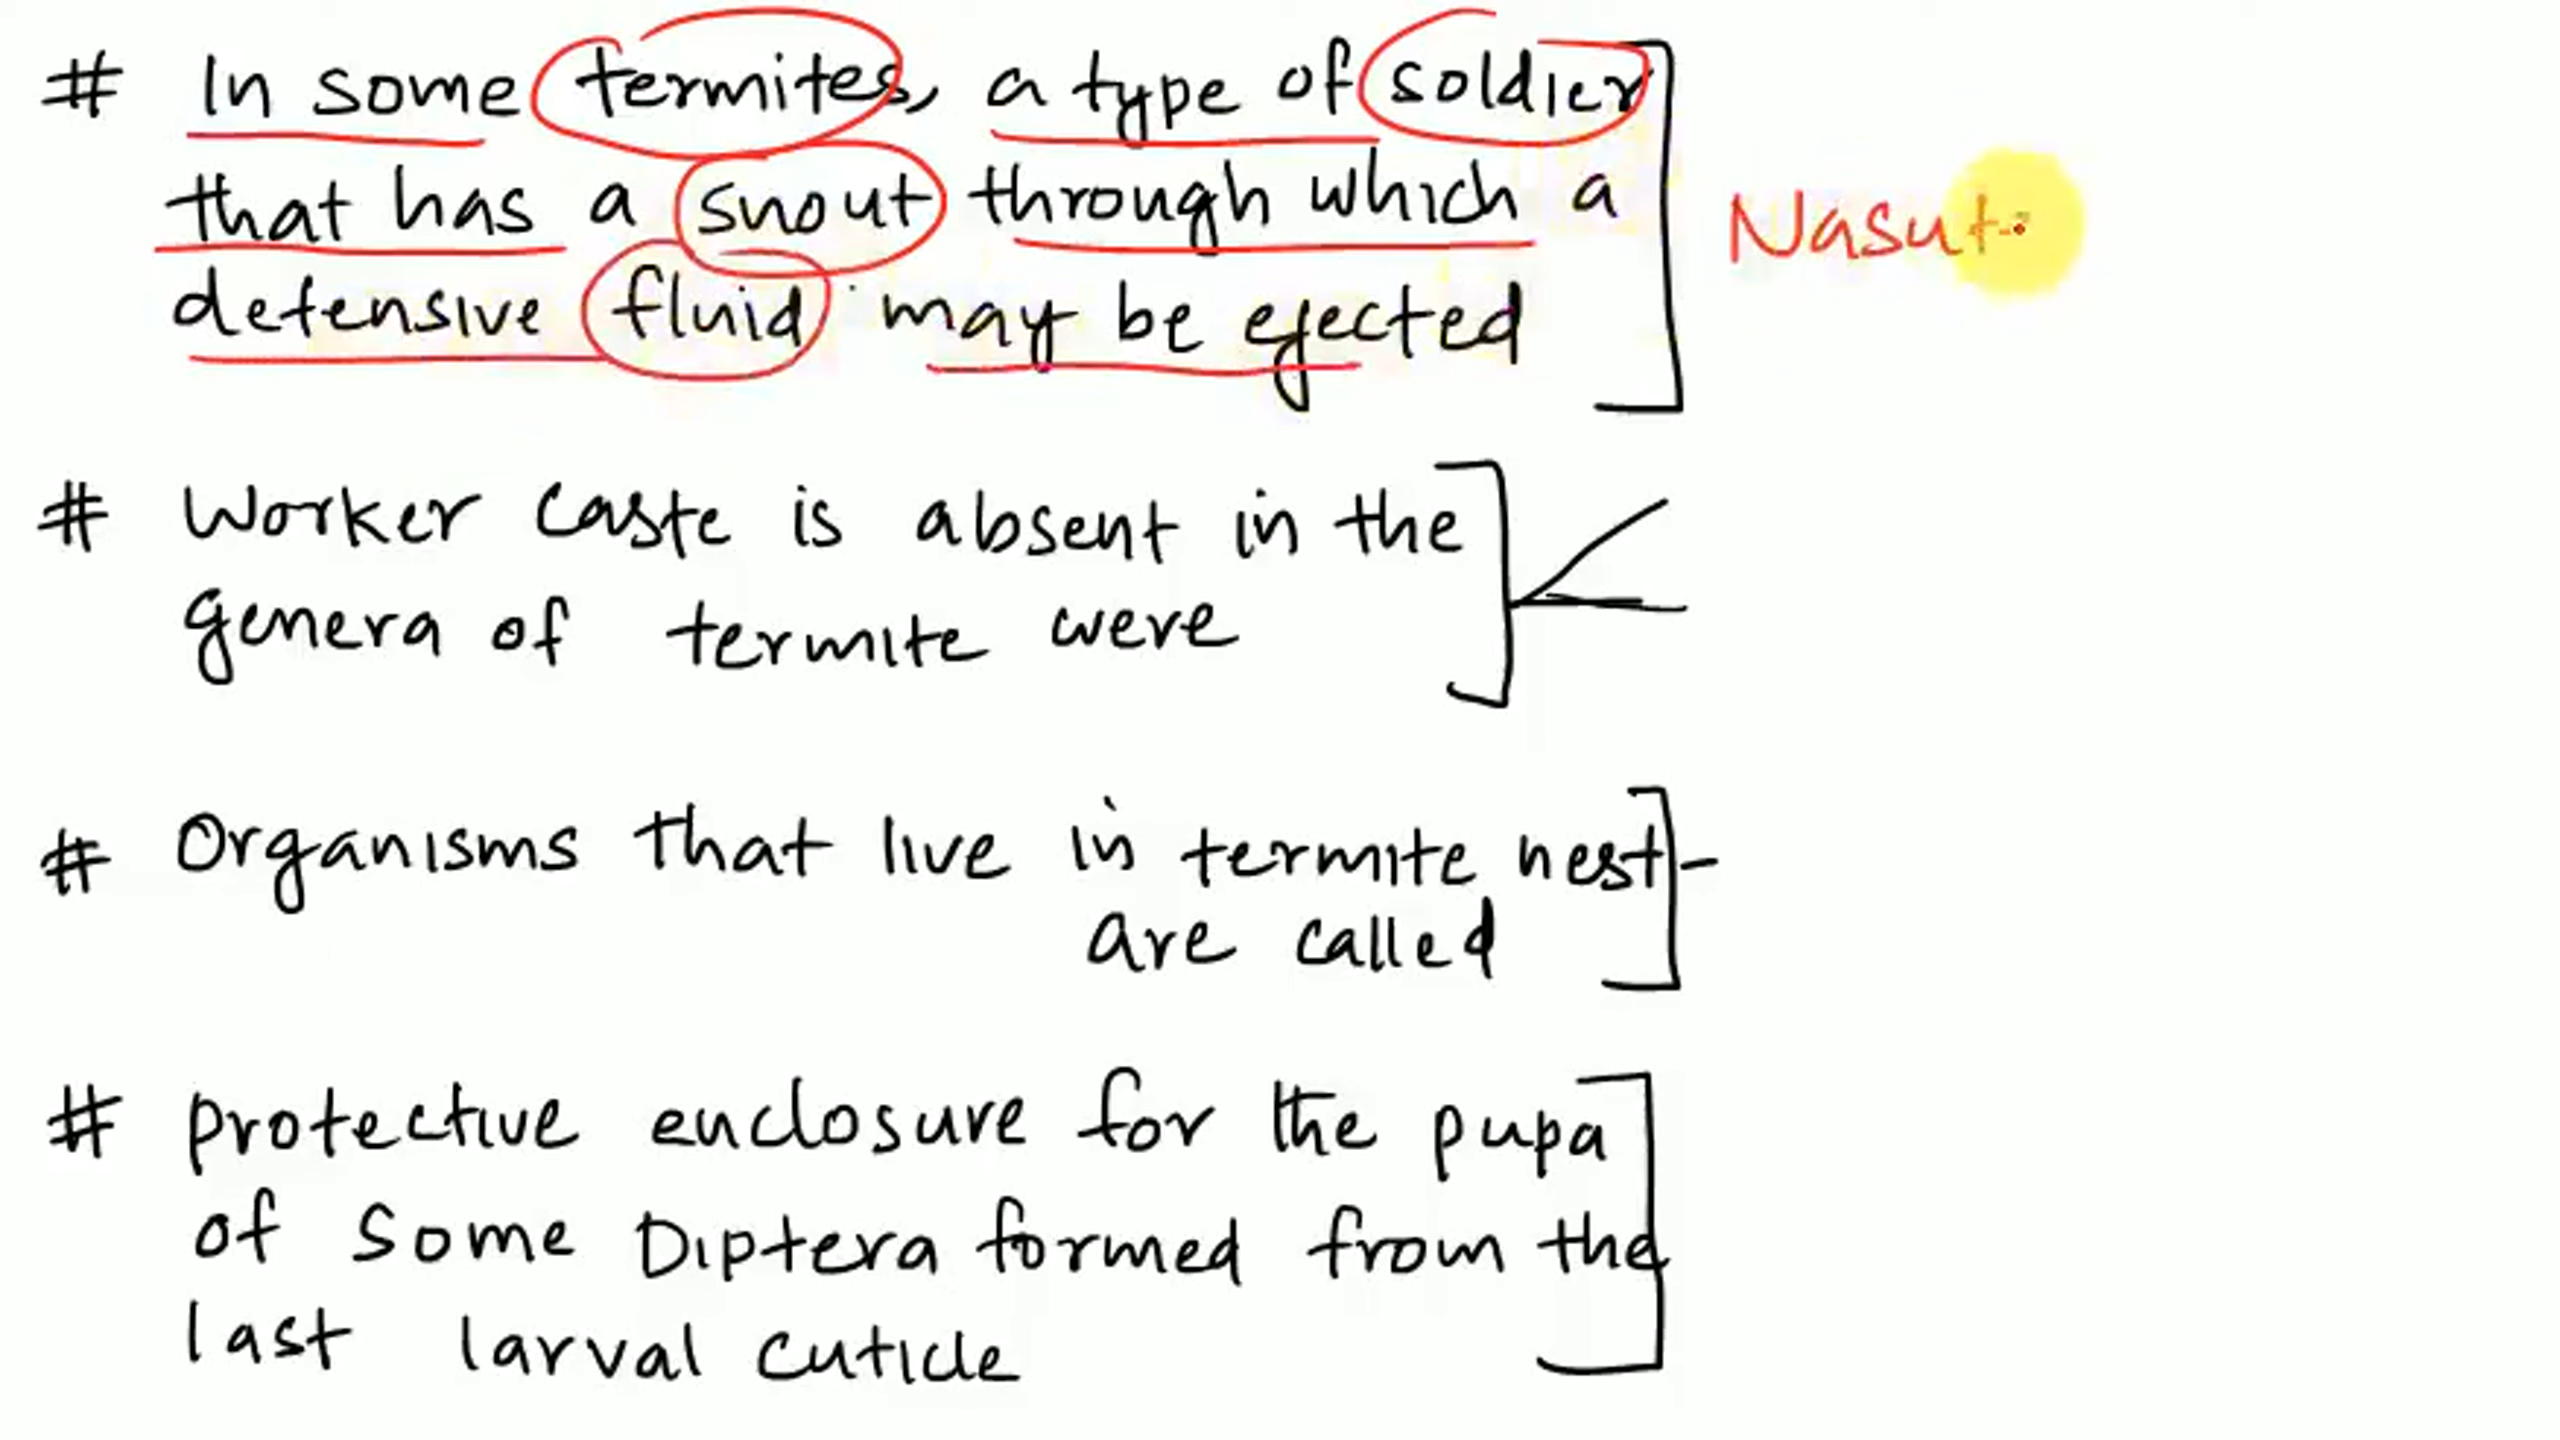 # In some termites, a type of soldier
that has a snout through which a
defensive fluid may be ejected
Nasut
# Worker caste is absent in the
genera of termite were
# Organisms that live in termite nest -
are called
# protective enclosure for the pupa
of some Diptera formed from the
last larval cuticle